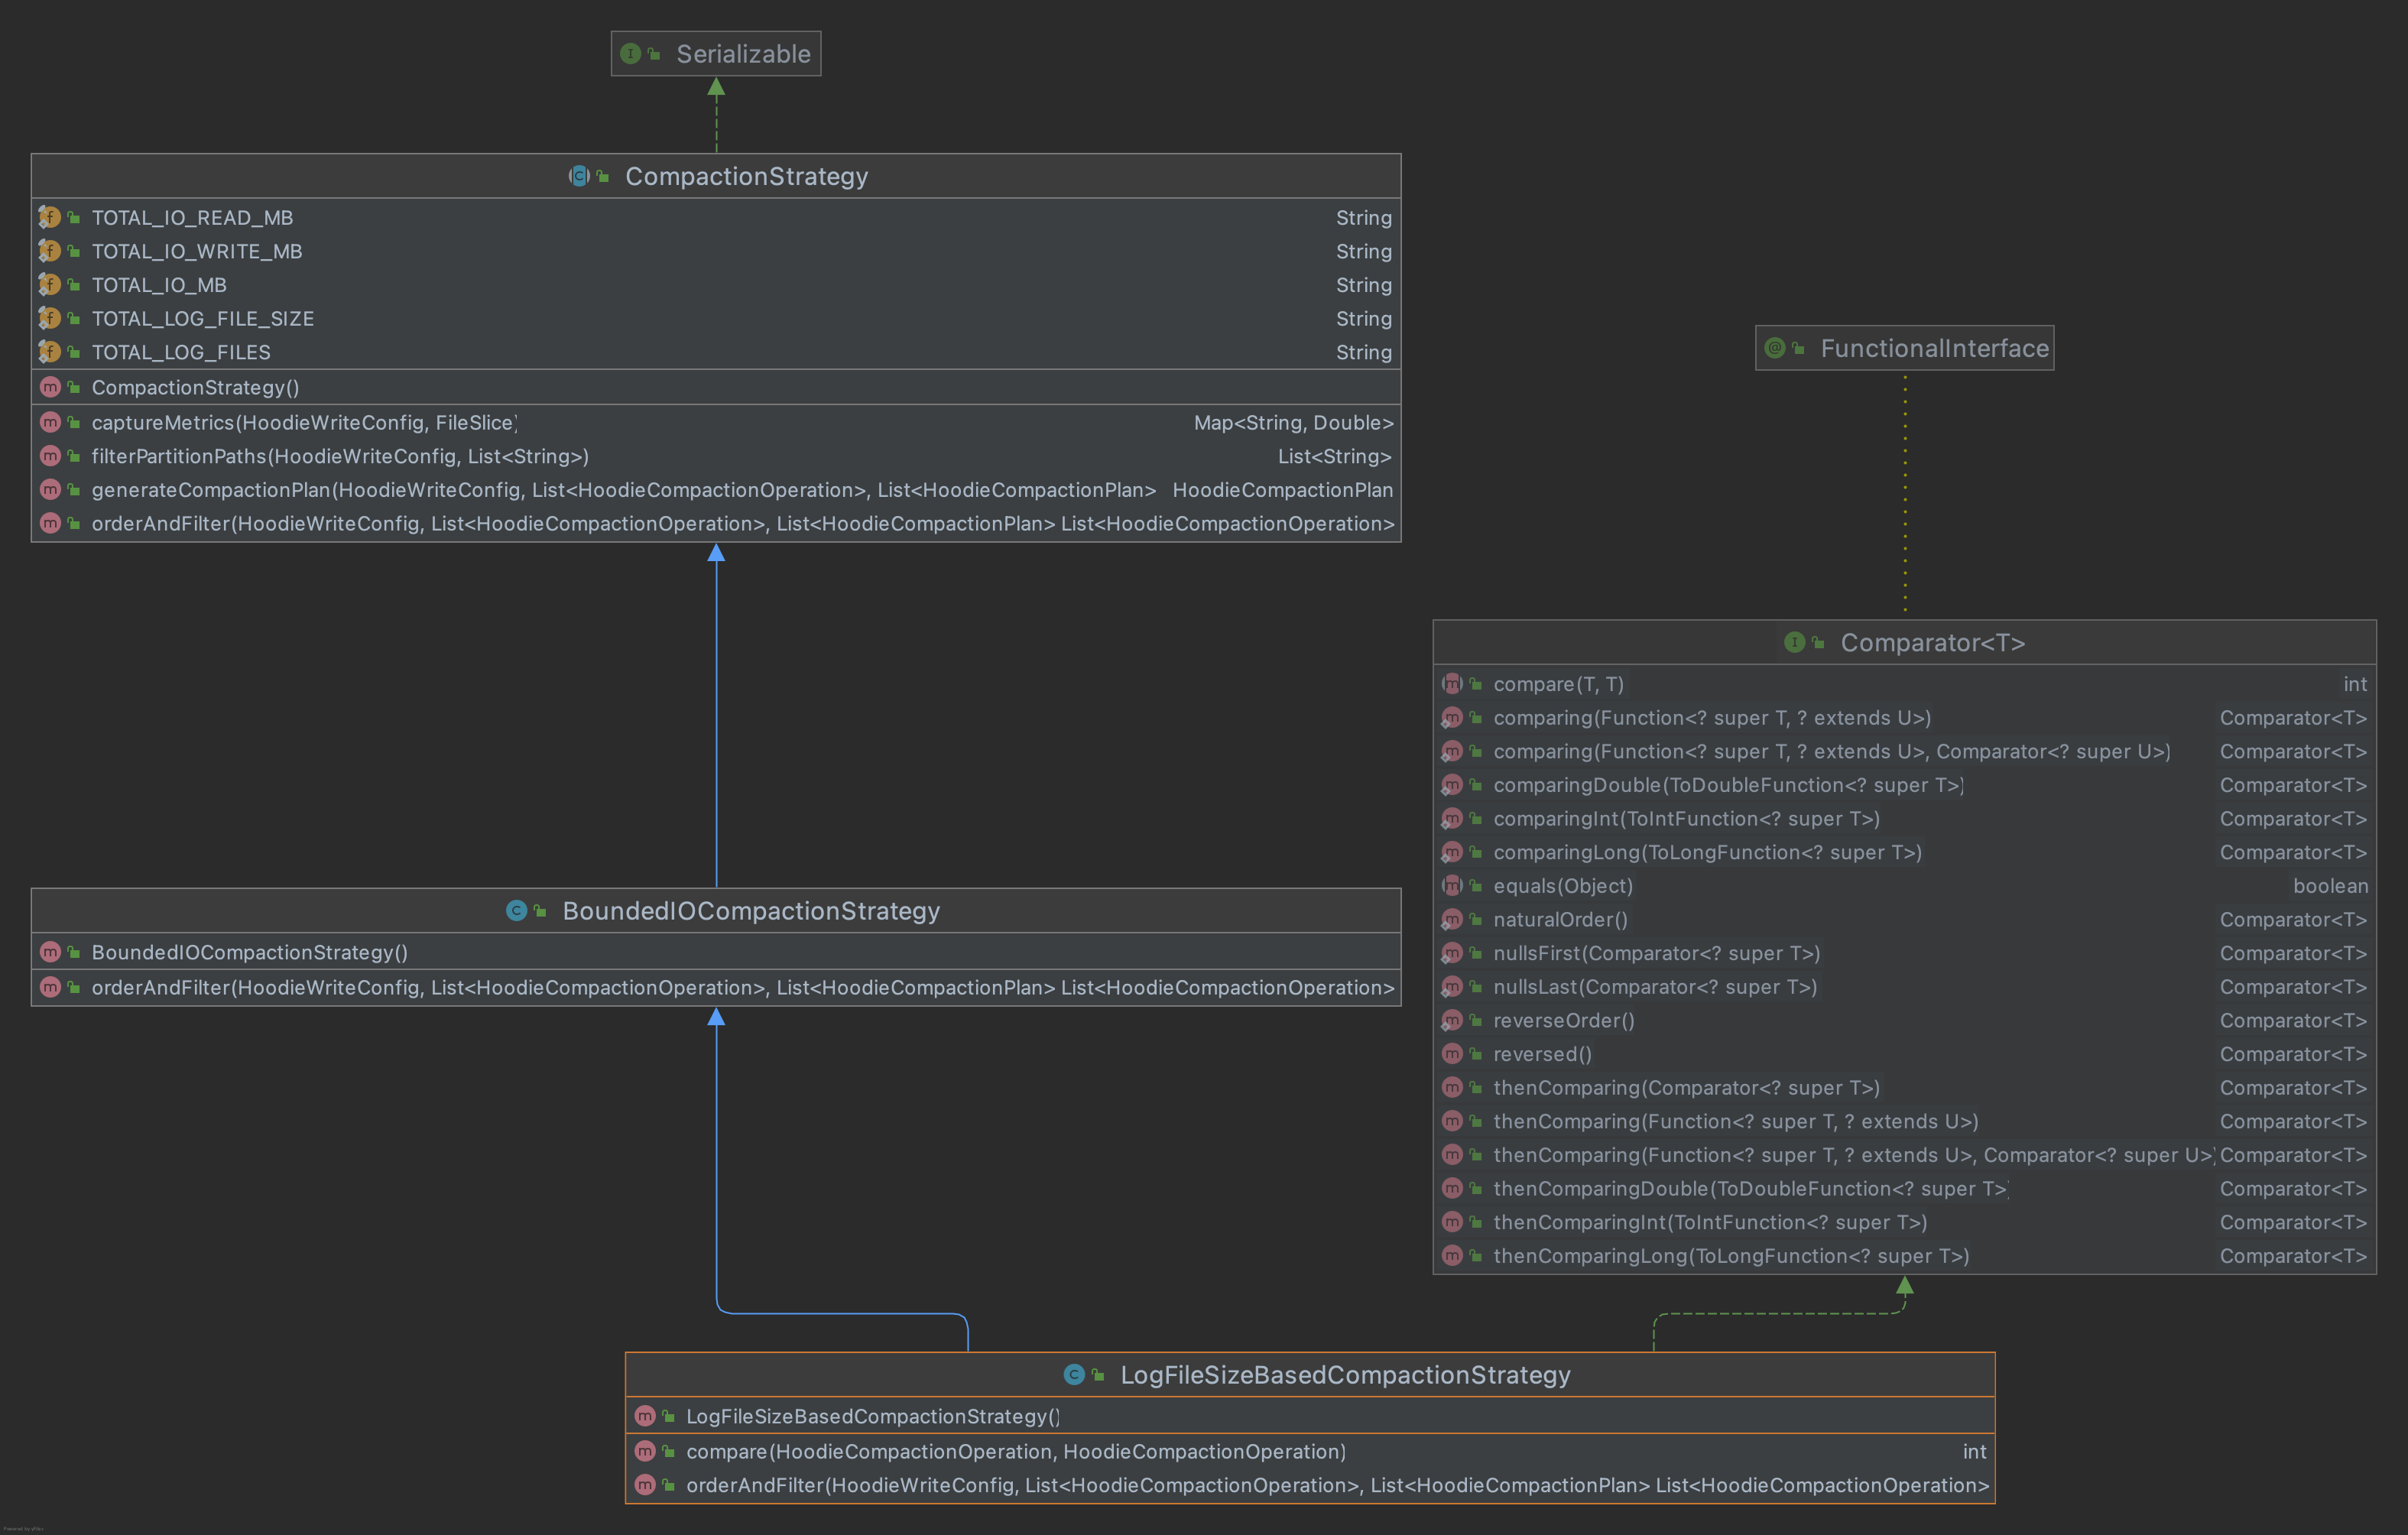 Serializable
CompactionStrategy
TOTAL_IO_READ_MB String
TOTAL_IO_WRITE_MB String
TOTAL_IO_MB String
TOTAL_LOG_FILE_SIZE String
TOTAL_LOG_FILES String
CompactionStrategy()
captureMetrics(HoodieWriteConfig, FileSlice) Map<String, Double>
filterPartitionPaths(HoodieWriteConfig, List<String>) List<String>
generateCompactionPlan(HoodieWriteConfig, List<HoodieCompactionOperation>, List<HoodieCompactionPlan> HoodieCompactionPlan
orderAndFilter(HoodieWriteConfig, List<HoodieCompactionOperation>, List<HoodieCompactionPlan> List<HoodieCompactionOperation>
FunctionalInterface
Comparator<T>
compare(T, T) int
comparing(Function<? super T, ? extends U>) Comparator<T>
comparing(Function<? super T, ? extends U>, Comparator<? super U>) Comparator<T>
comparingDouble(ToDoubleFunction<? super T>) Comparator<T>
comparingInt(ToIntFunction<? super T>) Comparator<T>
comparingLong(ToLongFunction<? super T>) Comparator<T>
equals(Object) boolean
naturalOrder() Comparator<T>
nullsFirst(Comparator<? super T>) Comparator<T>
nullsLast(Comparator<? super T>) Comparator<T>
reverseOrder() Comparator<T>
reversed() Comparator<T>
thenComparing(Comparator<? super T>) Comparator<T>
thenComparing(Function<? super T, ? extends U>) Comparator<T>
thenComparing(Function<? super T, ? extends U>, Comparator<? super U>) Comparator<T>
thenComparingDouble(ToDoubleFunction<? super T>) Comparator<T>
thenComparingInt(ToIntFunction<? super T>) Comparator<T>
thenComparingLong(ToLongFunction<? super T>) Comparator<T>
BoundedIOCompactionStrategy
BoundedIOCompactionStrategy()
orderAndFilter(HoodieWriteConfig, List<HoodieCompactionOperation>, List<HoodieCompactionPlan> List<HoodieCompactionOperation>
LogFileSizeBasedCompactionStrategy
LogFileSizeBasedCompactionStrategy()
compare(HoodieCompactionOperation, HoodieCompactionOperation) int
orderAndFilter(HoodieWriteConfig, List<HoodieCompactionOperation>, List<HoodieCompactionPlan> List<HoodieCompactionOperation>
Powered by yFiles